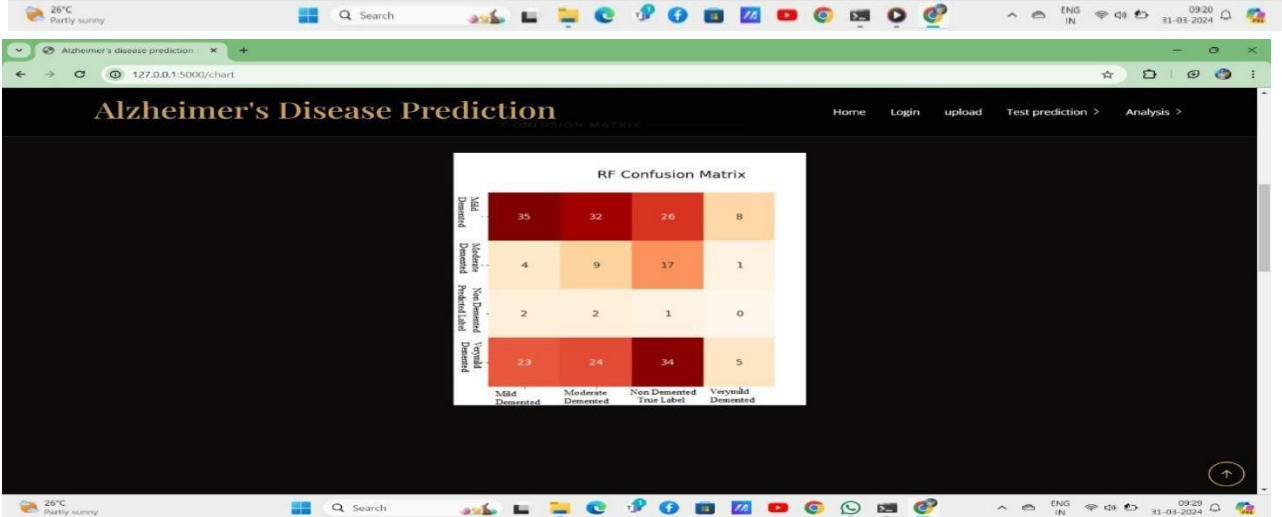 26°C
Partly sunny
Search
ENG
IN
09:20
31-03-2024
Alzheimer's disease prediction
127.0.0.1:5000/chart
Alzheimer's Disease Prediction
Home Login upload Test prediction > Analysis >
CONFUSION MATRIX
RF Confusion Matrix
Mild
Demented
35 32 26 8
Moderate
Demented
4 9 17 1
Non Demented
Predicted Label
2 2 1 0
Verymild
Demented
23 24 34 5
Mild Moderate Non Demented Verymild
Demented Demented True Label Demented
26°C
Partly sunny
Search
ENG
IN
09:29
31-03-2024